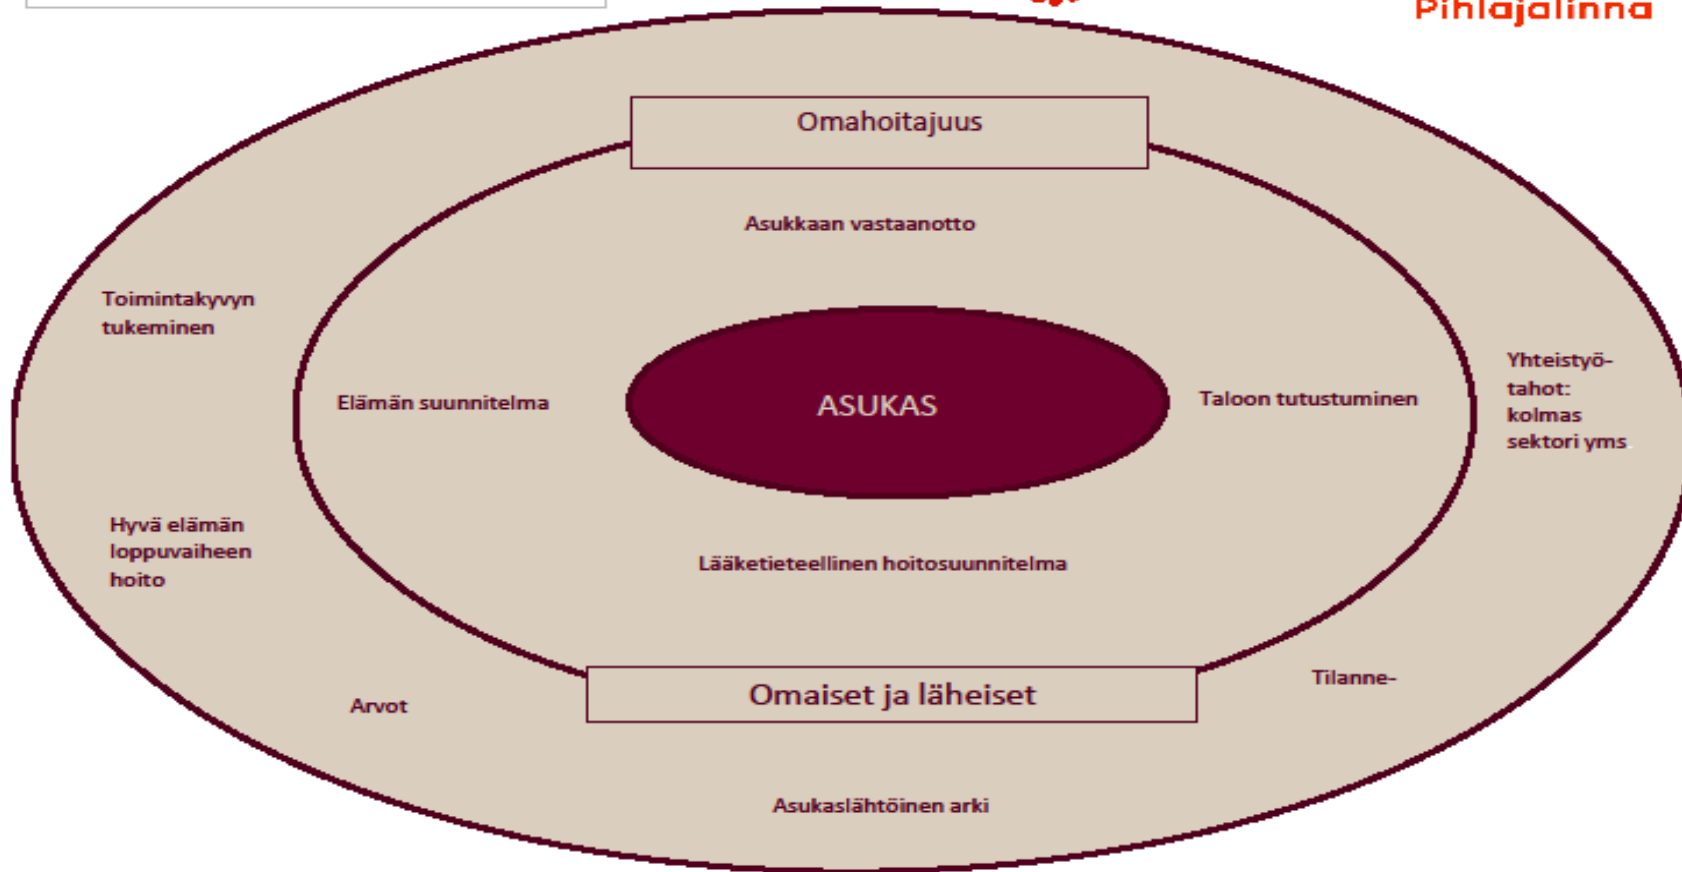 Pihlajalinna
Omahoitajuus
Asukkaan vastaanotto
Toimintakyvyn
tukeminen
Elämän suunnitelma
ASUKAS
Taloon tutustuminen
Yhteistyö-
tahot:
kolmas
sektori yms
Hyvä elämän
loppuvaiheen
hoito
Lääketieteellinen hoitosuunnitelma
Omaiset ja läheiset
Tilanne-
Arvot
Asukaslähtöinen arki